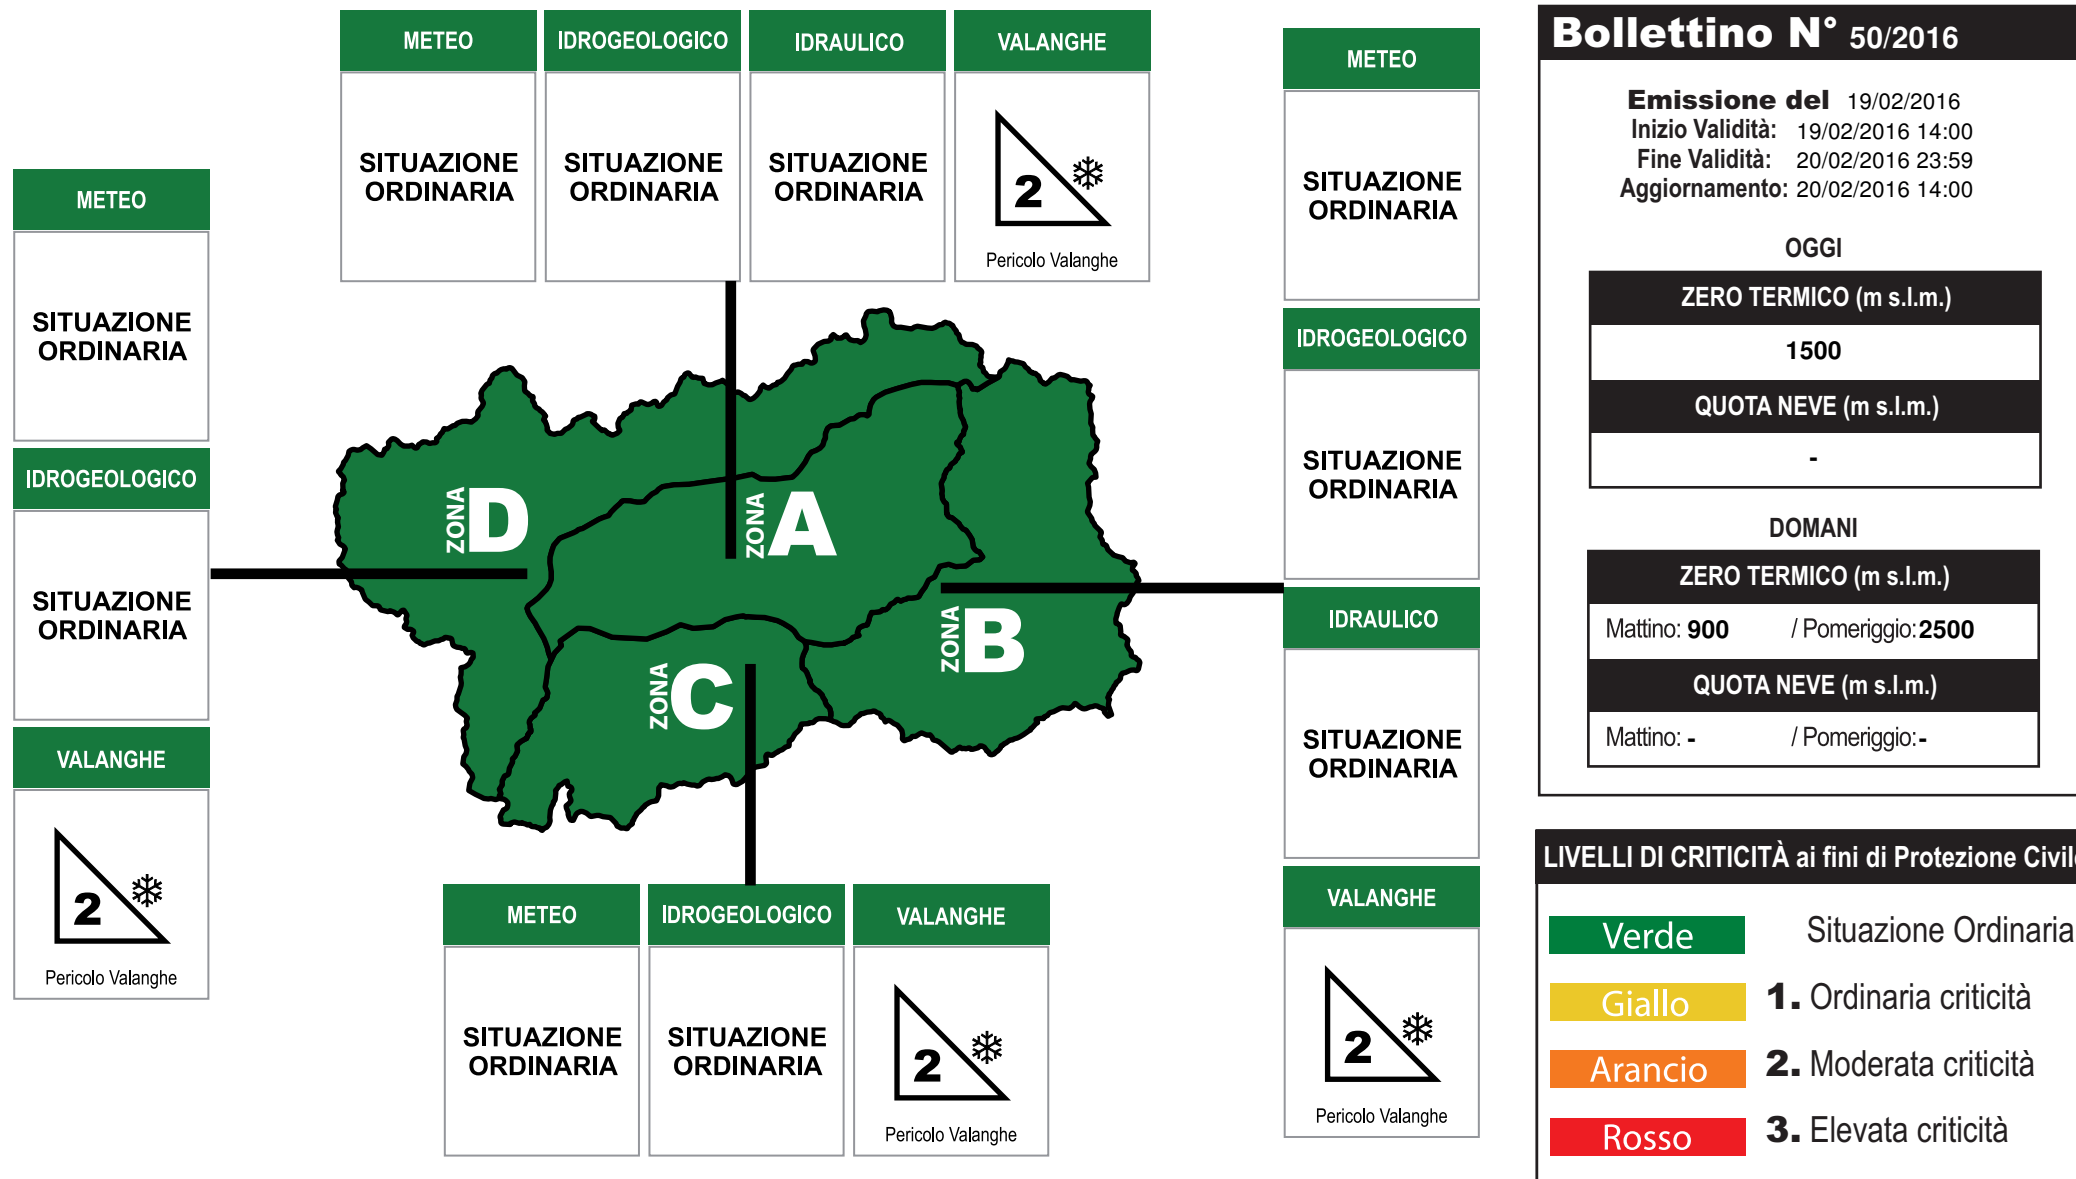 METEO
SITUAZIONE
ORDINARIA
IDROGEOLOGICO
SITUAZIONE
ORDINARIA
IDRAULICO
SITUAZIONE
ORDINARIA
VALANGHE
2
Pericolo Valanghe
METEO
SITUAZIONE
ORDINARIA
IDROGEOLOGICO
SITUAZIONE
ORDINARIA
VALANGHE
2
Pericolo Valanghe
ZONA D
ZONA A
ZONA B
ZONA C
METEO
SITUAZIONE
ORDINARIA
IDROGEOLOGICO
SITUAZIONE
ORDINARIA
VALANGHE
2
Pericolo Valanghe
METEO
SITUAZIONE
ORDINARIA
IDROGEOLOGICO
SITUAZIONE
ORDINARIA
IDRAULICO
SITUAZIONE
ORDINARIA
VALANGHE
2
Pericolo Valanghe
Bollettino N° 50/2016
Emissione del 19/02/2016
Inizio Validità: 19/02/2016 14:00
Fine Validità: 20/02/2016 23:59
Aggiornamento: 20/02/2016 14:00
OGGI
ZERO TERMICO (m s.l.m.)
1500
QUOTA NEVE (m s.l.m.)
-
DOMANI
ZERO TERMICO (m s.l.m.)
Mattino: 900 / Pomeriggio: 2500
QUOTA NEVE (m s.l.m.)
Mattino: - / Pomeriggio: -
LIVELLI DI CRITICITÀ ai fini di Protezione Civile
Verde Situazione Ordinaria
Giallo 1. Ordinaria criticità
Arancio 2. Moderata criticità
Rosso 3. Elevata criticità